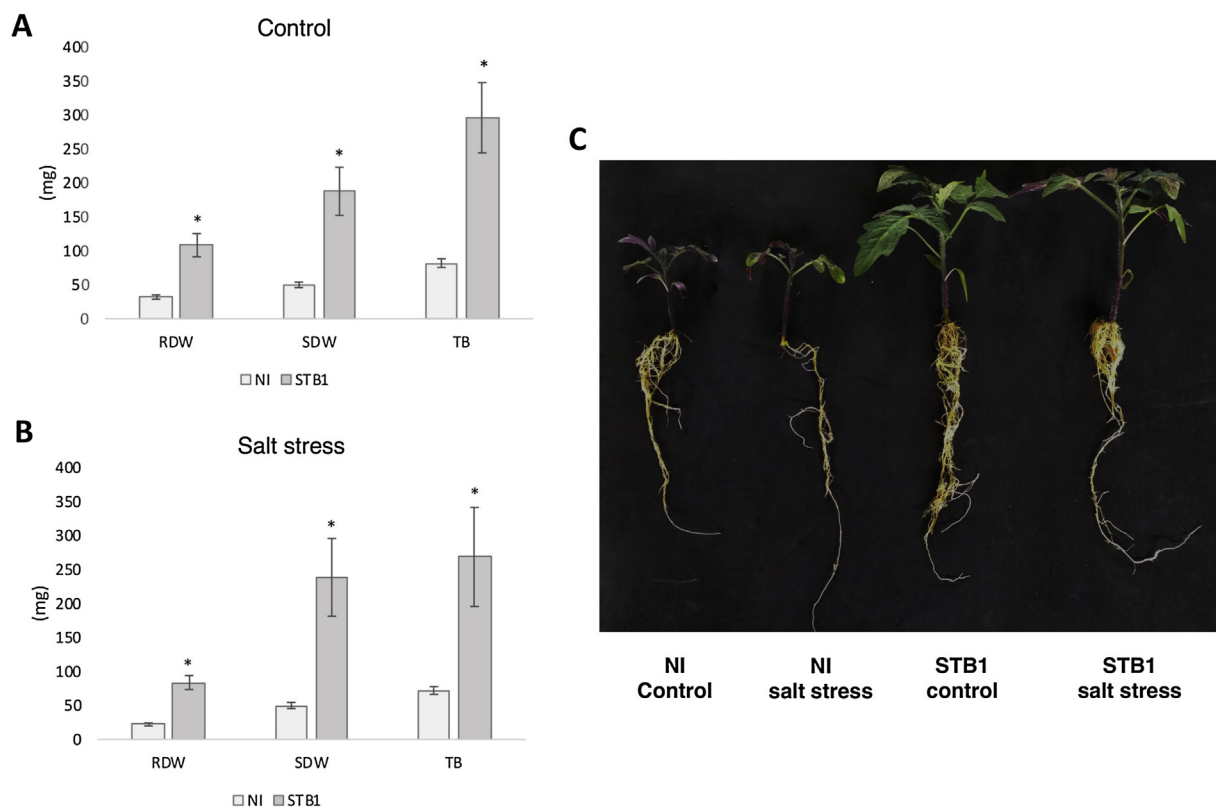 A
Control
400
350
300
250
200
150
100
50
0
(mg)
*
*
*
RDW SDW TB
NI STB1
B
Salt stress
400
350
300
250
200
150
100
50
0
(mg)
*
*
*
RDW SDW TB
NI STB1
C
NI
Control
NI
salt stress
STB1
control
STB1
salt stress